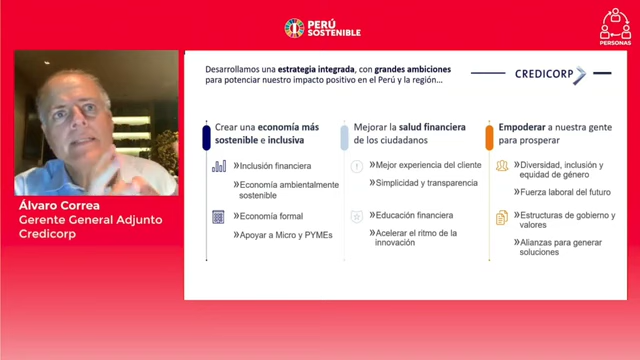 PERÚ
SOSTENIBLE
PERSONAS
Desarrollamos una estrategia integrada, con grandes ambiciones
para potenciar nuestro impacto positivo en el Perú y la región...
CREDICORP
Crear una economía más
sostenible e inclusiva
Inclusión financiera
»Economía ambientalmente
sostenible
Economía formal
»Apoyar a Micro y PYMEs
Mejorar la salud financiera
de los ciudadanos
»Mejor experiencia del cliente
»Simplicidad y transparencia
»Educación financiera
»Acelerar el ritmo de la
innovación
Empoderar a nuestra gente
para prosperar
»Diversidad, inclusión y
equidad de género
»Fuerza laboral del futuro
»Estructuras de gobierno y
valores
»Alianzas para generar
soluciones
Álvaro Correa
Gerente General Adjunto
Credicorp